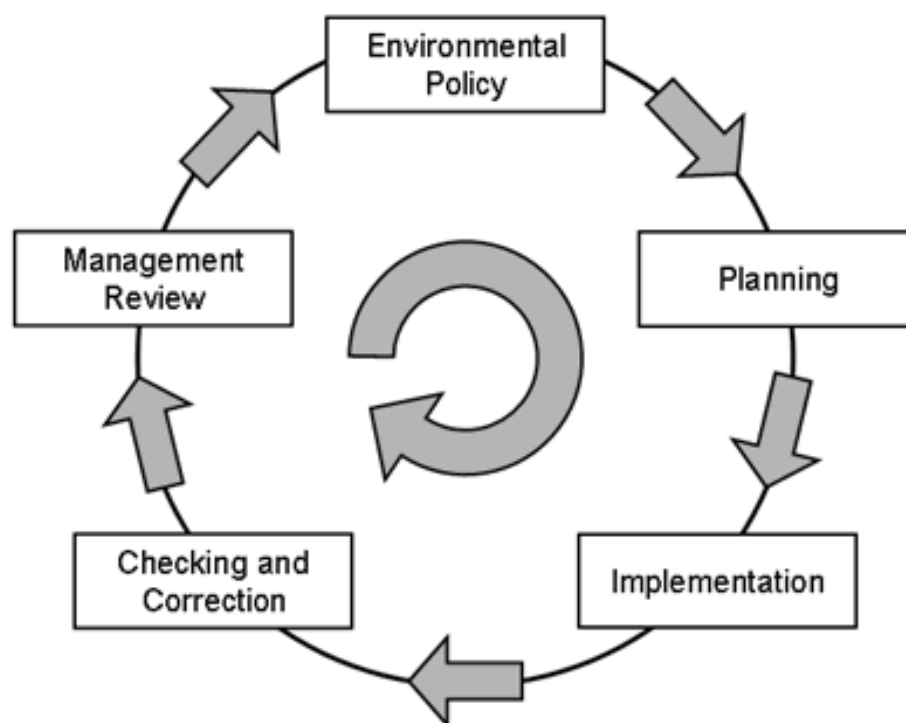 Environmental
Policy
Planning
Implementation
Checking and
Correction
Management
Review